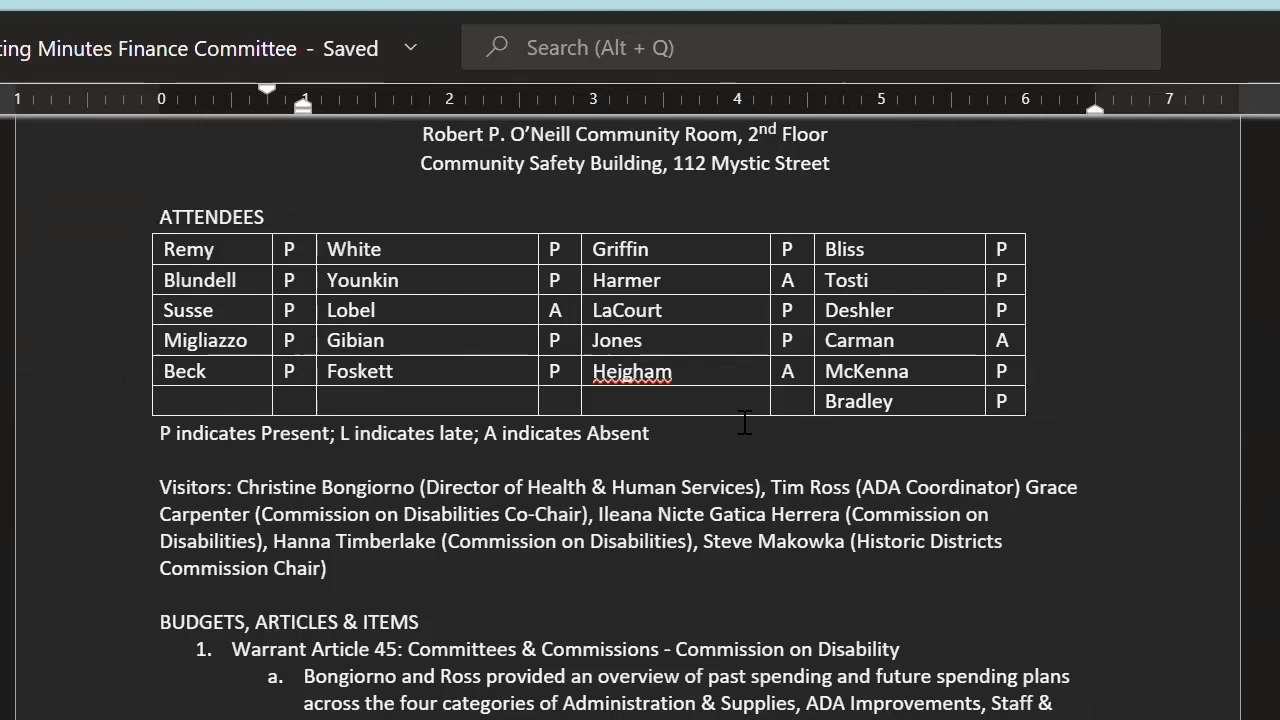 ting Minutes Finance Committee - Saved
Search (Alt + Q)
1 0 1 2 3 4 5 6 7
Robert P. O'Neill Community Room, 2nd Floor
Community Safety Building, 112 Mystic Street
ATTENDEES
Remy P White P Griffin P Bliss P
Blundell P Younkin P Harmer A Tosti P
Susse P Lobel A LaCourt P Deshler P
Migliazzo P Gibian P Jones P Carman A
Beck P Foskett P Heigham A McKenna P
Bradley P
P indicates Present; L indicates late; A indicates Absent
Visitors: Christine Bongiorno (Director of Health & Human Services), Tim Ross (ADA Coordinator) Grace
Carpenter (Commission on Disabilities Co-Chair), Ileana Nicte Gatica Herrera (Commission on
Disabilities), Hanna Timberlake (Commission on Disabilities), Steve Makowka (Historic Districts
Commission Chair)
BUDGETS, ARTICLES & ITEMS
1. Warrant Article 45: Committees & Commissions - Commission on Disability
a. Bongiorno and Ross provided an overview of past spending and future spending plans
across the four categories of Administration & Supplies, ADA Improvements, Staff &